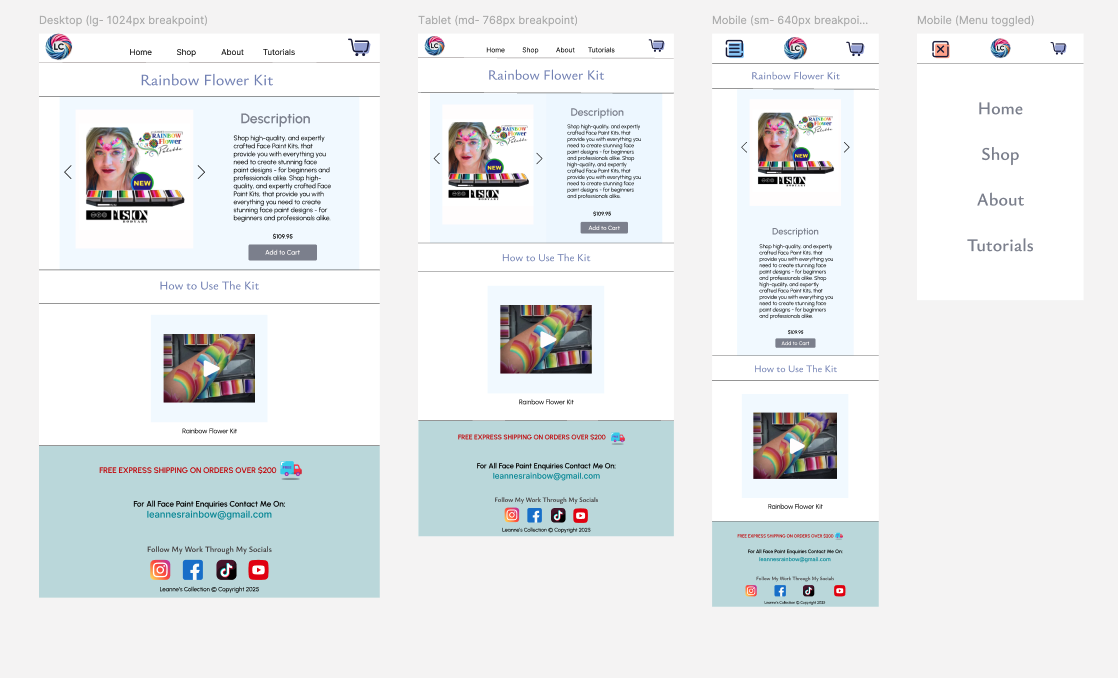 Desktop (lg- 1024px breakpoint)
LC
Home Shop About Tutorials
Rainbow Flower Kit
Description
RAINBOW
Flower
Palette
NEW
FUSION
Shop high-quality, and expertly
crafted Face Paint Kits, that
provide you with everything you
need to create stunning face
paint designs - for beginners and
professionals alike. Shop high-
quality, and expertly crafted Face
Paint Kits, that provide you with
everything you need to create
stunning face paint designs - for
beginners and professionals alike.
$109.95
Add to Cart
How to Use The Kit
Rainbow Flower Kit
FREE EXPRESS SHIPPING ON ORDERS OVER $200
For All Face Paint Enquiries Contact Me On:
leannesrainbow@gmail.com
Follow My Work Through My Socials
Leanne's Collection © Copyright 2025
Tablet (md- 768px breakpoint)
LC
Home Shop About Tutorials
Rainbow Flower Kit
Description
RAINBOW
Flower
Palette
NEW
FUSION
Shop high-quality, and expertly
crafted Face Paint Kits, that
provide you with everything you
need to create stunning face
paint designs - for beginners
and professionals alike. Shop
high-quality, and expertly
crafted Face Paint Kits, that
provide you with everything you
need to create stunning face
paint designs - for beginners
and professionals alike.
$109.95
Add to Cart
How to Use The Kit
Rainbow Flower Kit
FREE EXPRESS SHIPPING ON ORDERS OVER $200
For All Face Paint Enquiries Contact Me On:
leannesrainbow@gmail.com
Follow My Work Through My Socials
Leanne's Collection © Copyright 2025
Mobile (sm- 640px breakpoi...
LC
Rainbow Flower Kit
RAINBOW
Flower
Palette
NEW
FUSION
Description
Shop high-quality, and expertly
crafted Face Paint Kits, that
provide you with everything you
need to create stunning face
paint designs - for beginners
and professionals alike. Shop
high-quality, and expertly
crafted Face Paint Kits, that
provide you with everything you
need to create stunning face
paint designs - for beginners
and professionals alike.
$109.95
Add to Cart
How to Use The Kit
Rainbow Flower Kit
FREE EXPRESS SHIPPING ON ORDERS OVER $200
For All Face Paint Enquiries Contact Me On:
leannesrainbow@gmail.com
Follow My Work Through My Socials
Leanne's Collection © Copyright 2025
Mobile (Menu toggled)
LC
Home
Shop
About
Tutorials